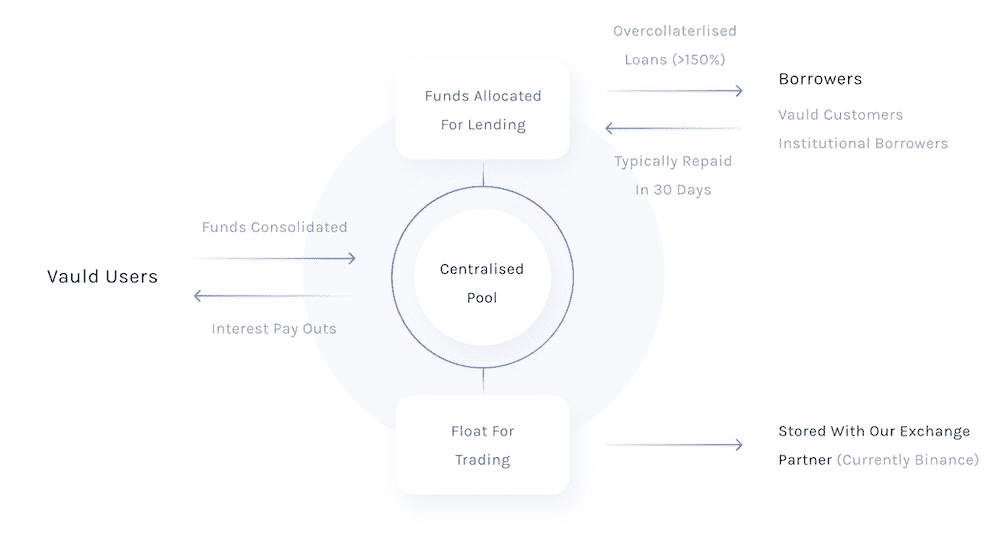 Overcollaterlised
Loans (>150%)
Borrowers
Vauld Customers
Institutional Borrowers
Typically Repaid
In 30 Days
Funds Allocated
For Lending
Funds Consolidated
Vauld Users
Interest Pay Outs
Centralised
Pool
Float For
Trading
Stored With Our Exchange
Partner (Currently Binance)